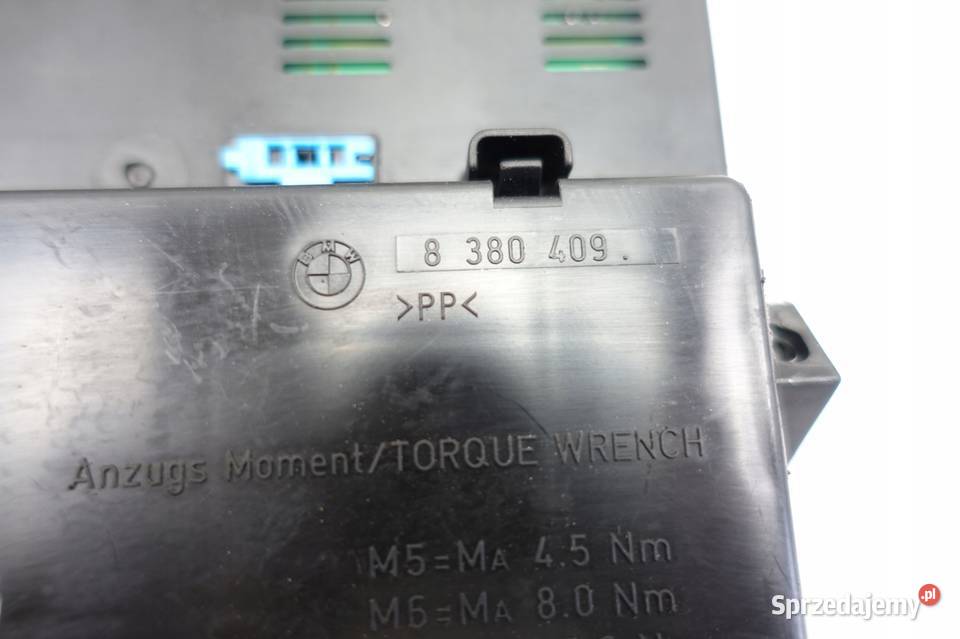 BMW
8 380 409.
>PP<
Anzugs Moment/TORQUE WRENCH
M5=MA 4.5 Nm
M6=MA 8.0 Nm
Sprzedajemy.pl